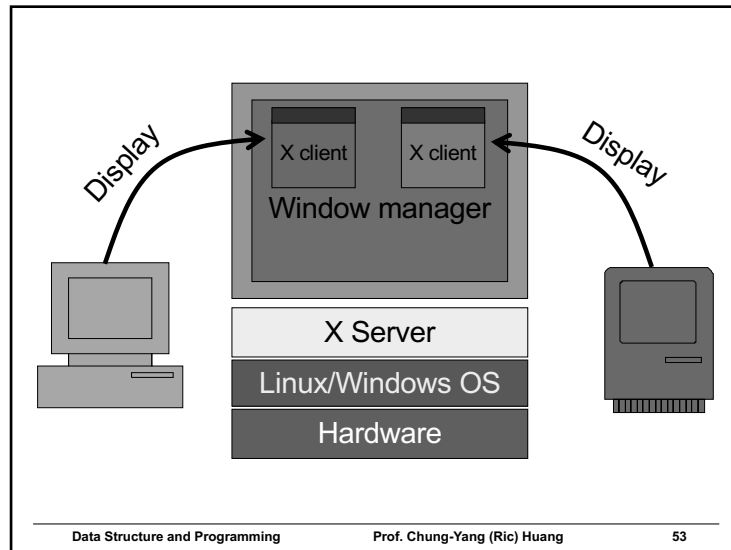 Display
Display
X client
X client
Window manager
X Server
Linux/Windows OS
Hardware
Data Structure and Programming Prof. Chung-Yang (Ric) Huang 53